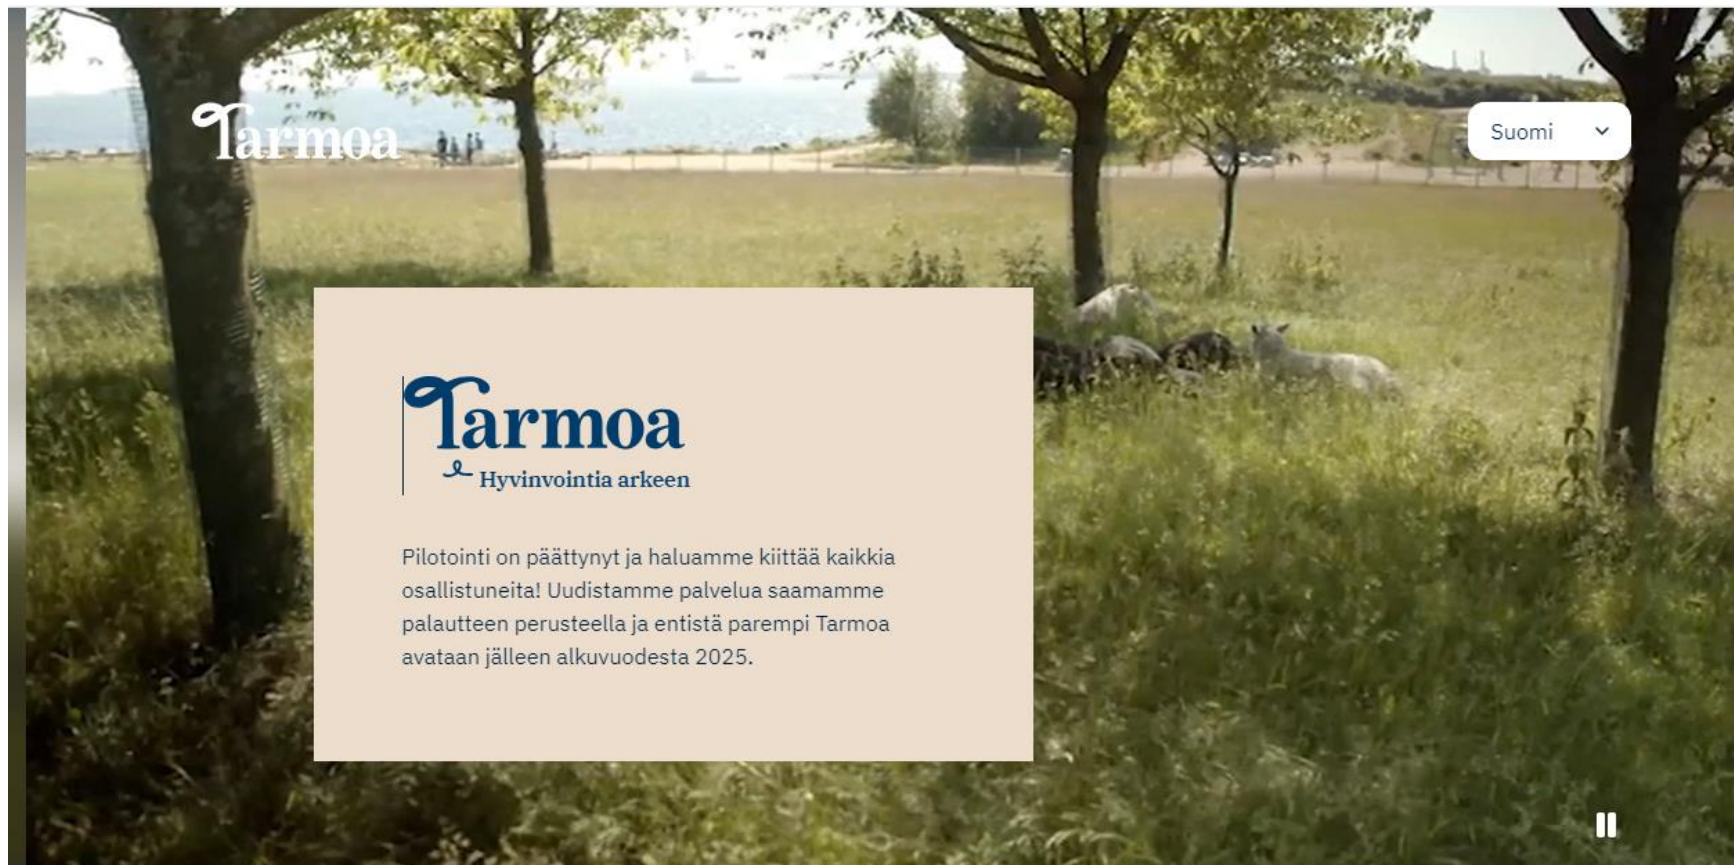 Tarmoa
Suomi
Tarmoa
Hyvinvointia arkeen
Pilotointi on päättynyt ja haluamme kiittää kaikkia
osallistuneita! Uudistamme palvelua saamamme
palautteen perusteella ja entistä parempi Tarmoa
avataan jälleen alkuvuodesta 2025.